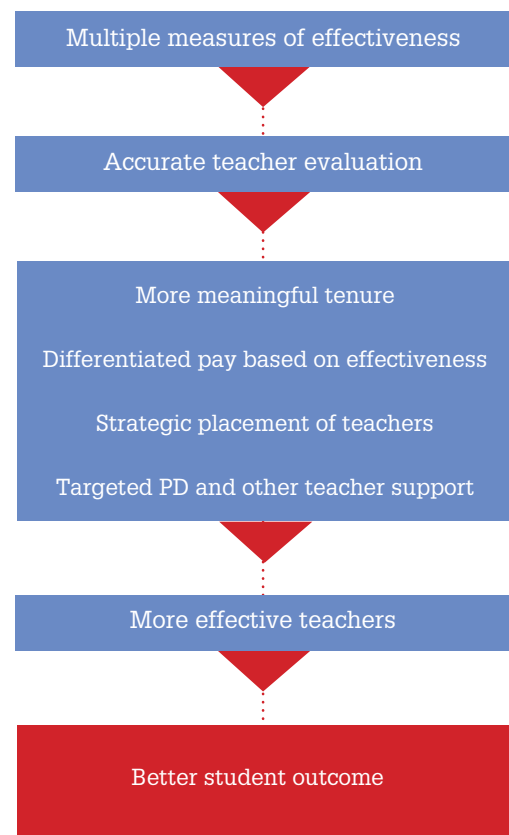 Multiple measures of effectiveness
Accurate teacher evaluation
More meaningful tenure
Differentiated pay based on effectiveness
Strategic placement of teachers
Targeted PD and other teacher support
More effective teachers
Better student outcome